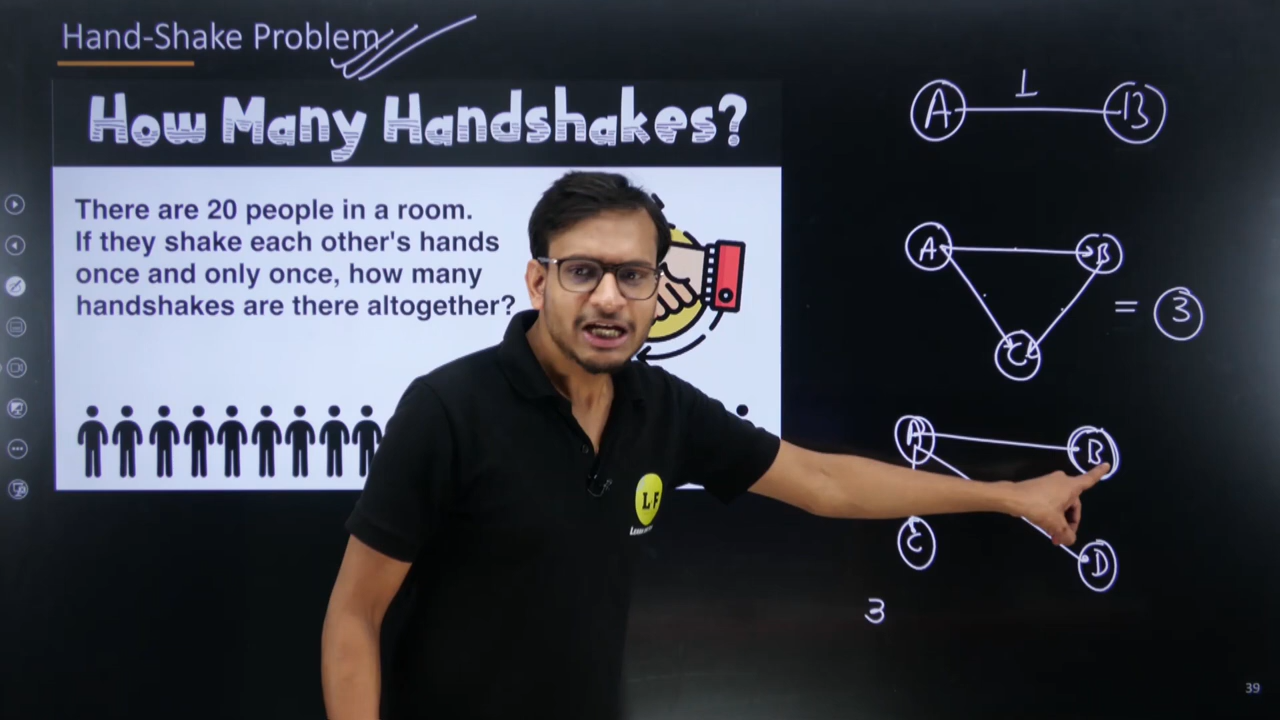 Hand-Shake Problem
How Many Handshakes?
There are 20 people in a room.
If they shake each other's hands
once and only once, how many
handshakes are there altogether?
A 1 B
A B
C
= 3
A B
C D
3
LF
39